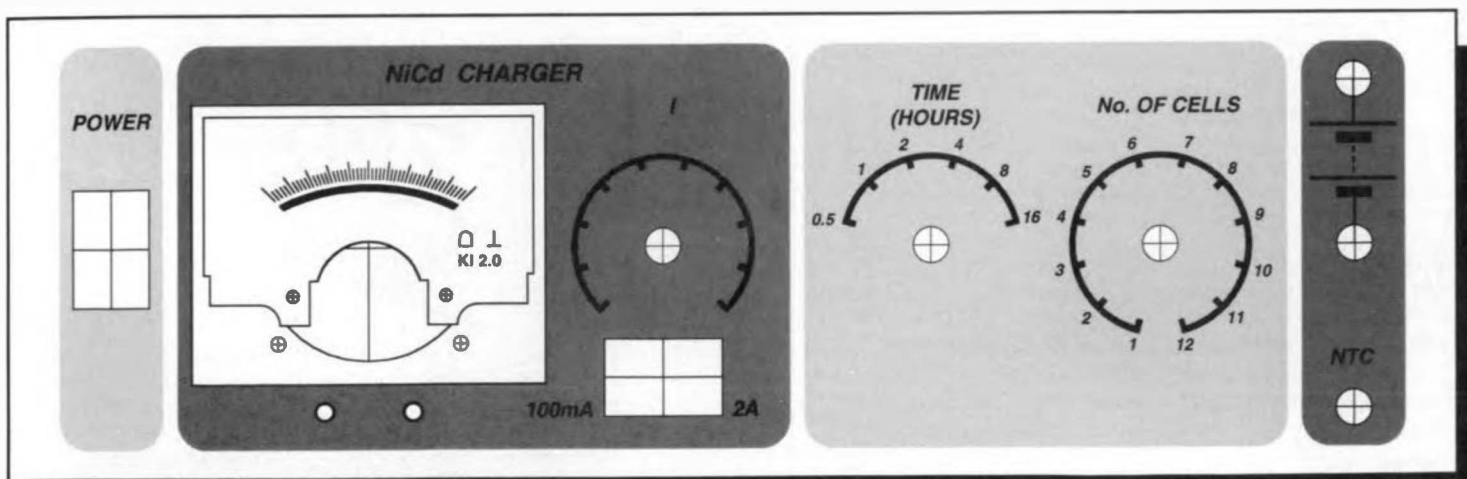 POWER
NiCd CHARGER
KI 2.0
I
100mA
2A
TIME
(HOURS)
0.5
1
2
4
8
16
No. OF CELLS
1
2
3
4
5
6
7
8
9
10
11
12
NTC